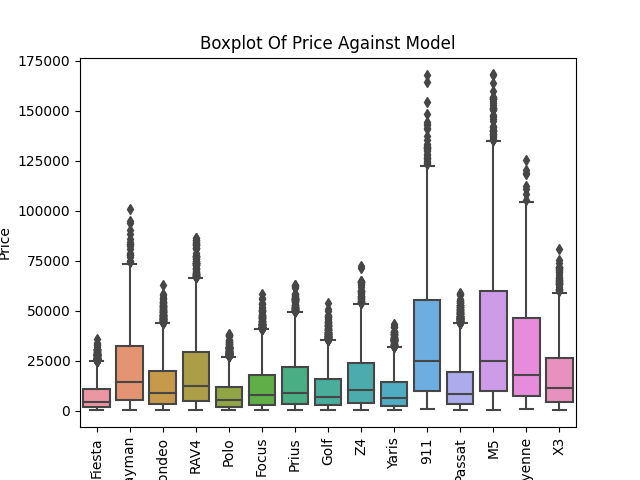 Boxplot Of Price Against Model
175000
150000
125000
100000
75000
50000
25000
0
Price
Fiesta
ayman
ondeo
RAV4
Polo
Focus
Prius
Golf
Z4
Yaris
911
Passat
M5
yenne
X3